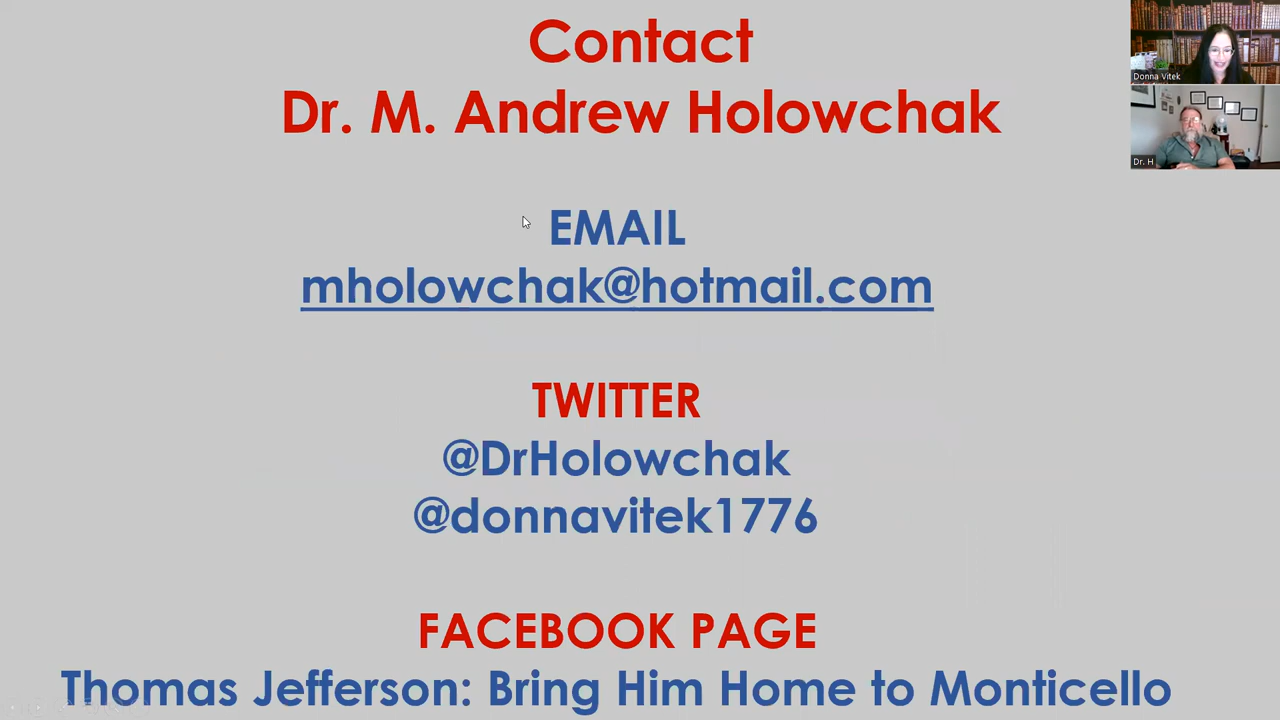 Contact
Dr. M. Andrew Holowchak
EMAIL
mholowchak@hotmail.com
TWITTER
@DrHolowchak
@donnavitek1776
FACEBOOK PAGE
Thomas Jefferson: Bring Him Home to Monticello
Donna Vitek
Dr. H